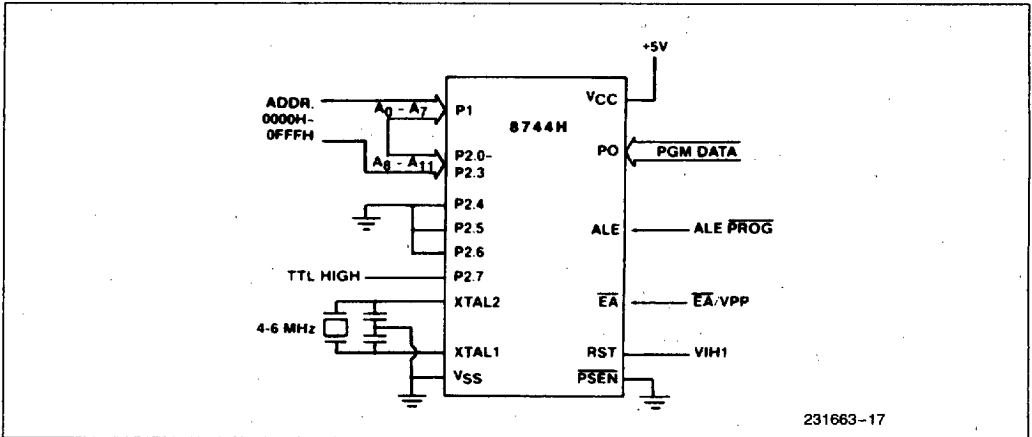 +5V
ADDR.
0000H-
0FFFH
A0 - A7
P1
VCC
8744H
A8 - A11
P2.0-
P2.3
PO
PGM DATA
P2.4
P2.5
P2.6
ALE
ALE PROG
TTL HIGH
P2.7
4-6 MHz
XTAL2
EA
EA/VPP
XTAL1
RST
VIH1
VSS
PSEN
231663-17